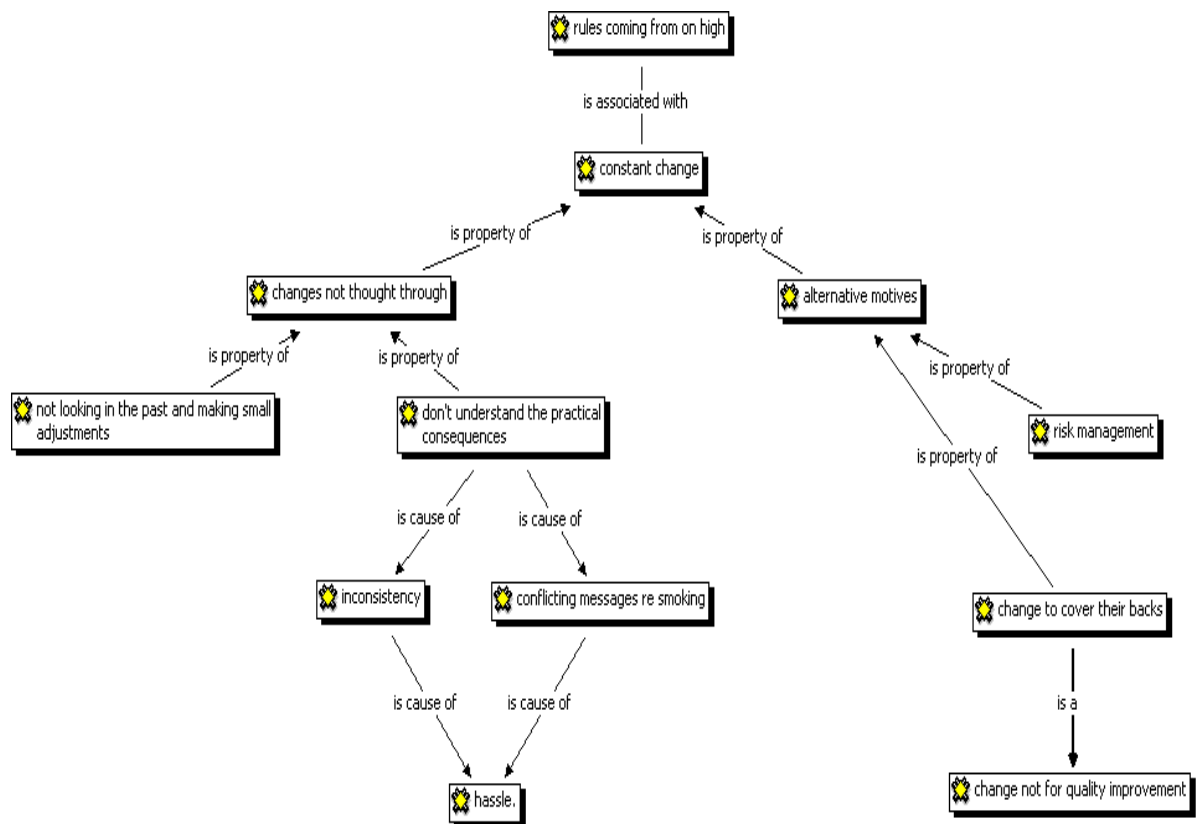 rules coming from on high
is associated with
constant change
is property of
is property of
changes not thought through
alternative motives
is property of
is property of
is property of
not looking in the past and making small
adjustments
don't understand the practical
consequences
risk management
is property of
is cause of
is cause of
inconsistency
conflicting messages re smoking
change to cover their backs
is cause of
is cause of
is a
hassle.
change not for quality improvement